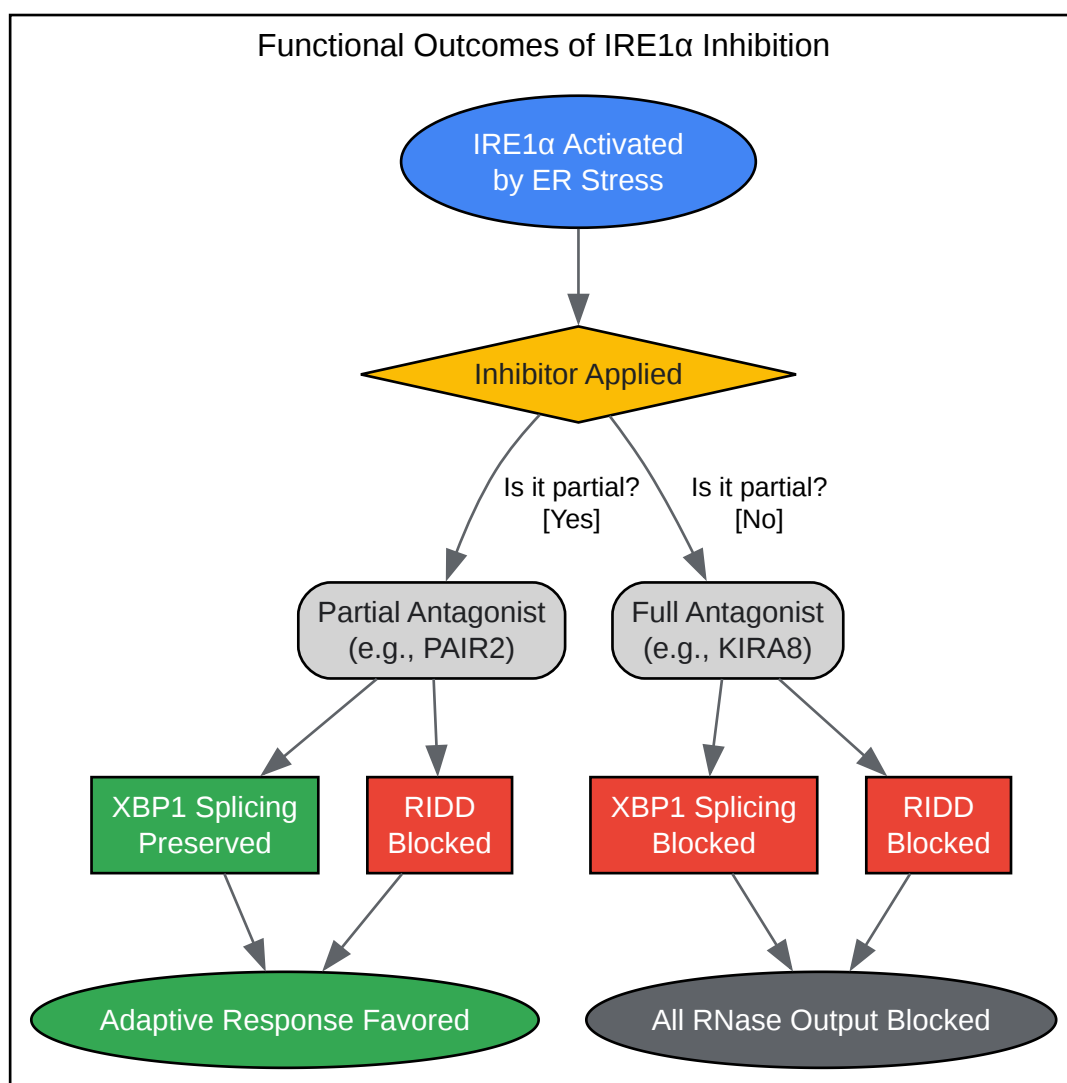 Functional Outcomes of IRE1α Inhibition
IRE1α Activated
by ER Stress
Inhibitor Applied
Is it partial?
[Yes]
Is it partial?
[No]
Partial Antagonist
(e.g., PAIR2)
Full Antagonist
(e.g., KIRA8)
XBP1 Splicing
Preserved
RIDD
Blocked
XBP1 Splicing
Blocked
RIDD
Blocked
Adaptive Response Favored
All RNase Output Blocked